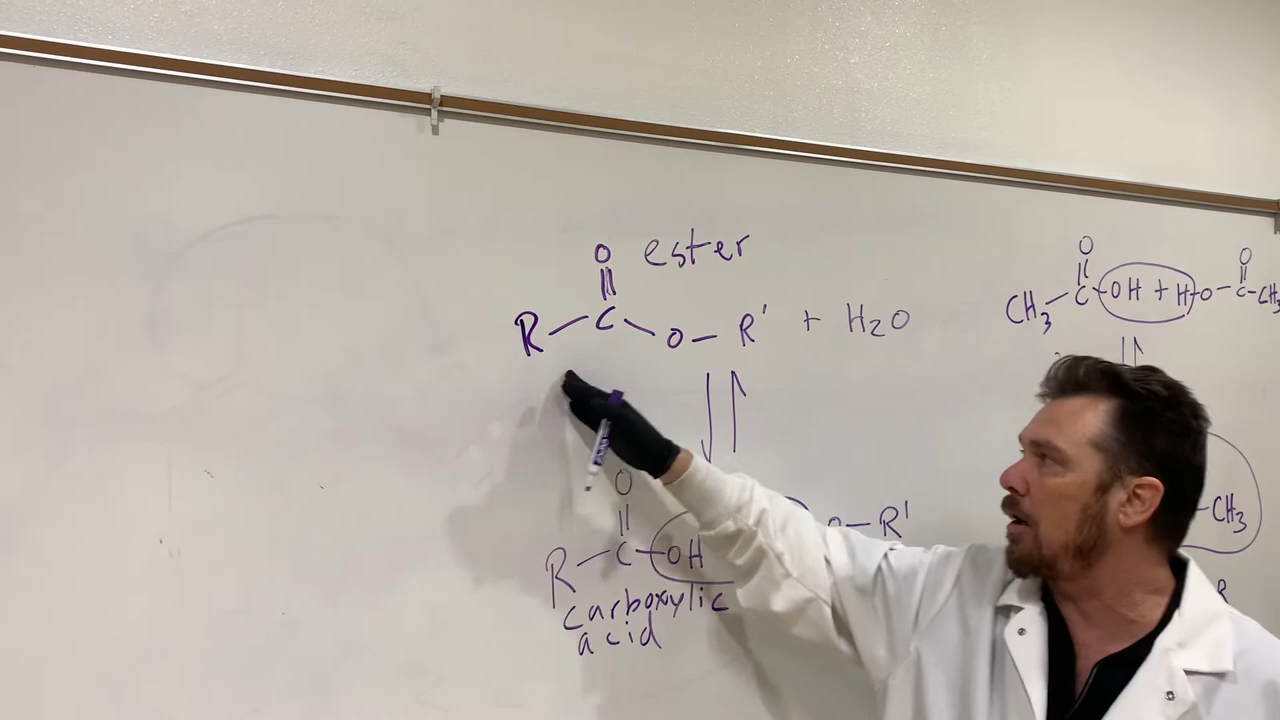 O ester
R — C — O — R' + H2O
O
R — C — OH
O — R'
carboxylic
acid
O O
CH3 — C — OH + H — O — C — CH3
CH3
R